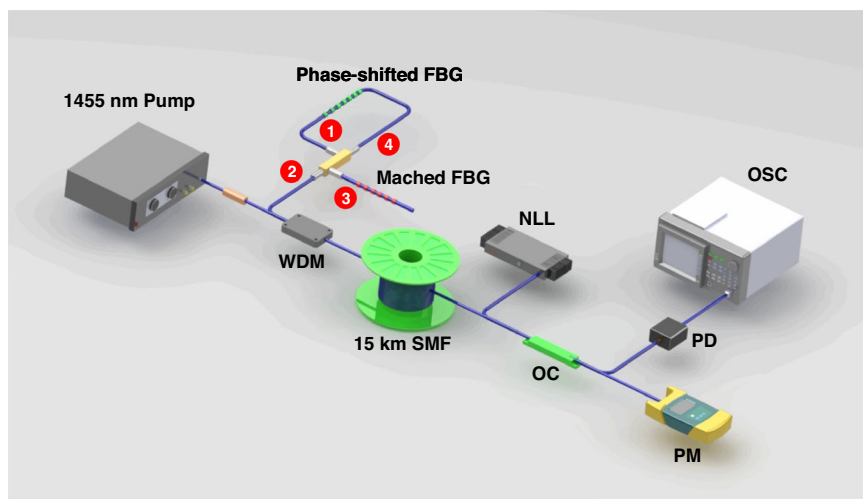 Phase-shifted FBG
1455 nm Pump
1
4
2
3
Mached FBG
OSC
NLL
WDM
15 km SMF
PD
OC
PM